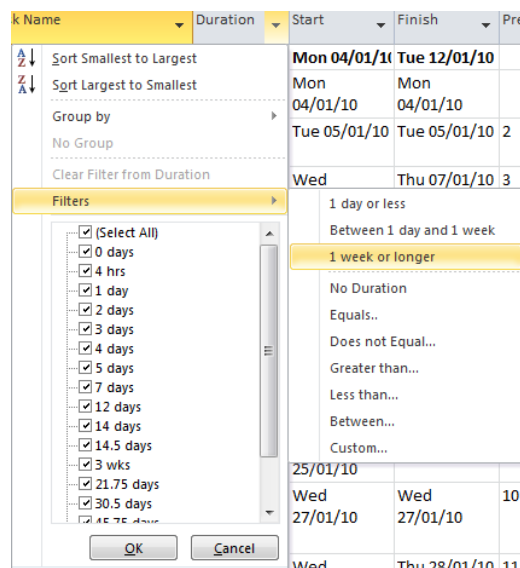 k Name Duration Start Finish Pre
Sort Smallest to Largest
Sort Largest to Smallest
Group by
No Group
Clear Filter from Duration
Filters
(Select All)
0 days
4 hrs
1 day
2 days
3 days
4 days
5 days
7 days
12 days
14 days
14.5 days
3 wks
21.75 days
30.5 days
45.75 days
OK Cancel
Mon 04/01/10 Tue 12/01/10
Mon Mon
04/01/10 04/01/10
Tue 05/01/10 Tue 05/01/10 2
Wed Thu 07/01/10 3
1 day or less
Between 1 day and 1 week
1 week or longer
No Duration
Equals..
Does not Equal...
Greater than...
Less than...
Between...
Custom...
25/01/10
Wed Wed 10
27/01/10 27/01/10
Wed Thu 28/01/10 11